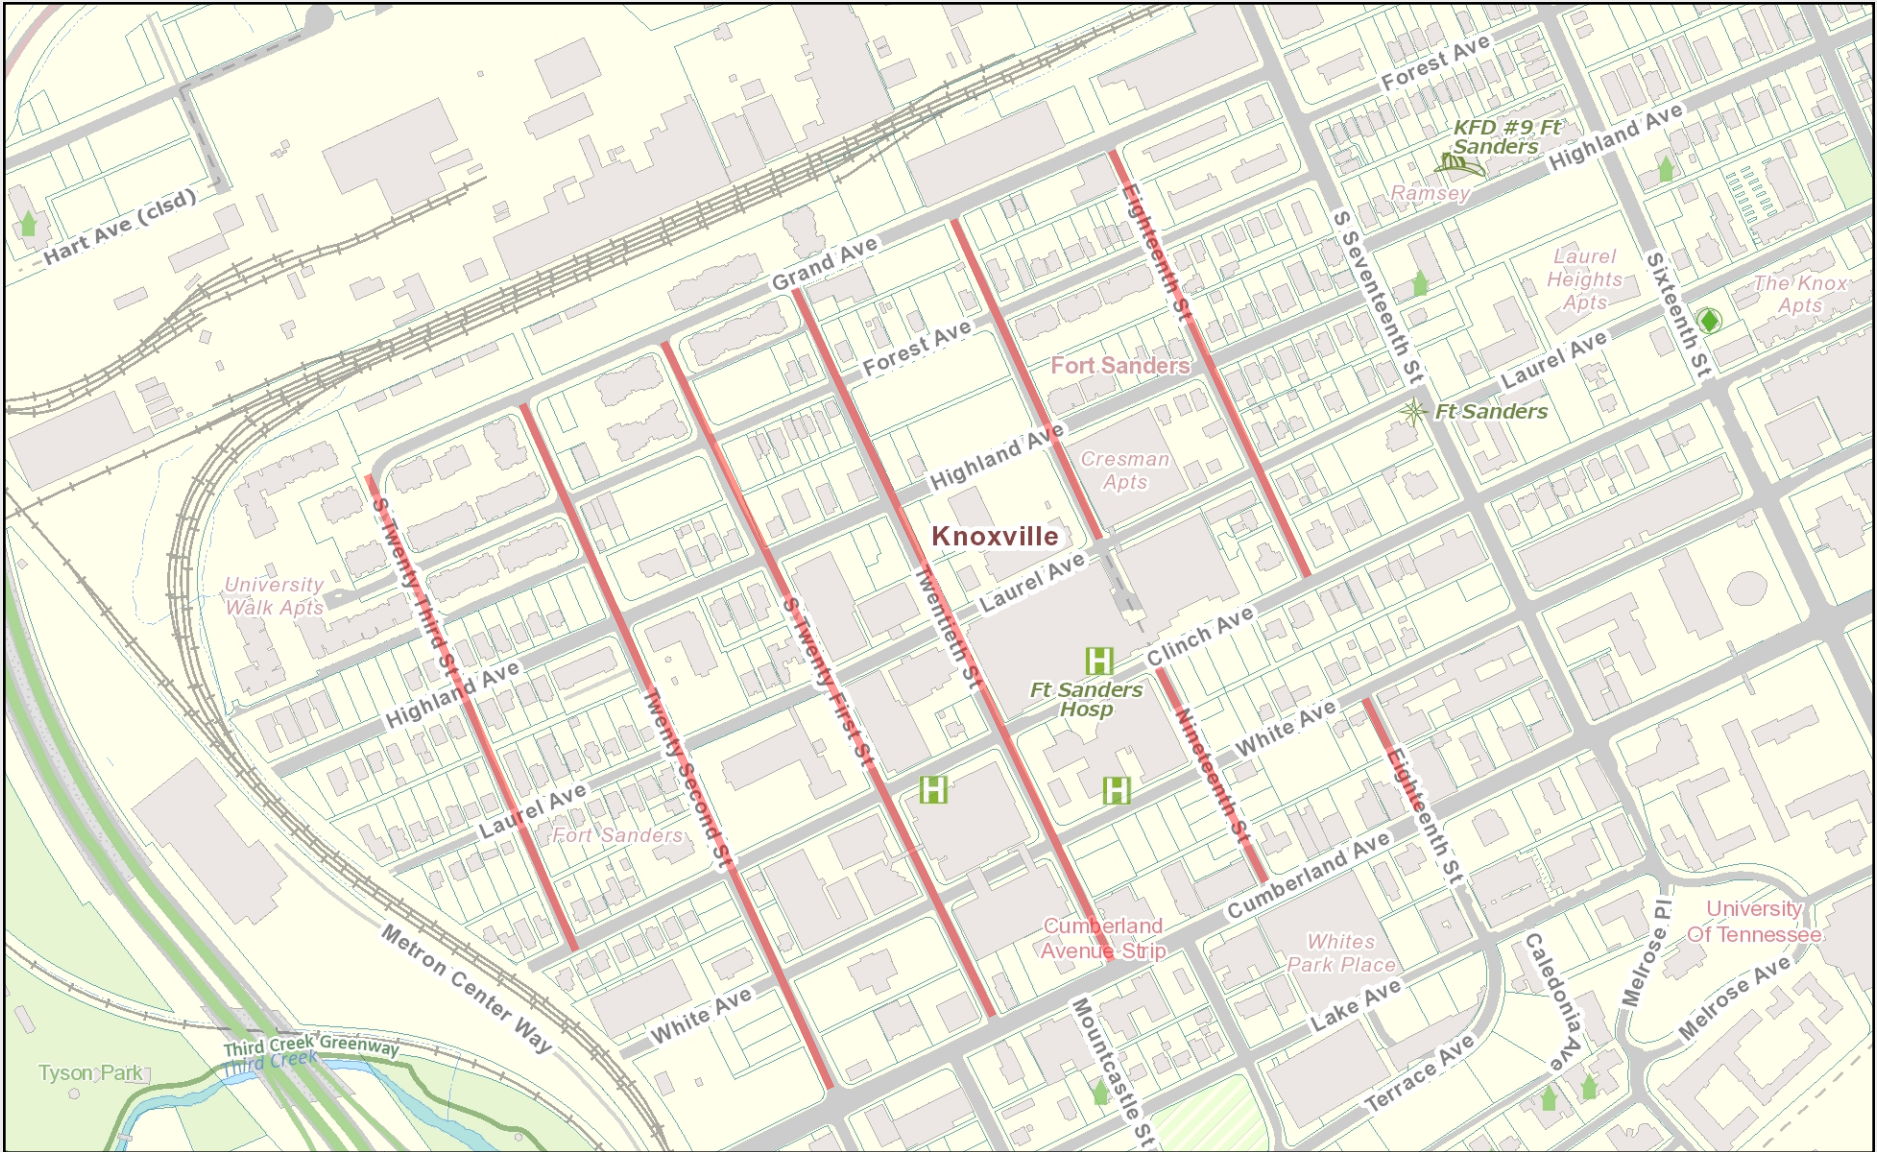 Forest Ave
KFD #9 Ft
Sanders
Highland Ave
Ramsey
Hart Ave (clsd)
Eighteenth St
S Seventeenth St
Sixteenth St
Grand Ave
Laurel
Heights
Apts
The Knox
Apts
Forest Ave
Fort Sanders
Laurel Ave
Ft Sanders
Highland Ave
Cresman
Apts
S Twenty Third St
Knoxville
University
Walk Apts
Twentieth St
Laurel Ave
S Twenty First St
Clinch Ave
H
Ft Sanders
Hosp
Highland Ave
Twenty Second St
Nineteenth St
White Ave
Eighteenth St
H
H
Laurel Ave
Fort Sanders
Cumberland Ave
Cumberland
Avenue Strip
Whites
Park Place
University
Of Tennessee
Metron Center Way
Caledonia Ave
Melrose Pl
Melrose Ave
White Ave
Lake Ave
Mountcastle St
Terrace Ave
Third Creek Greenway
Third Creek
Tyson Park